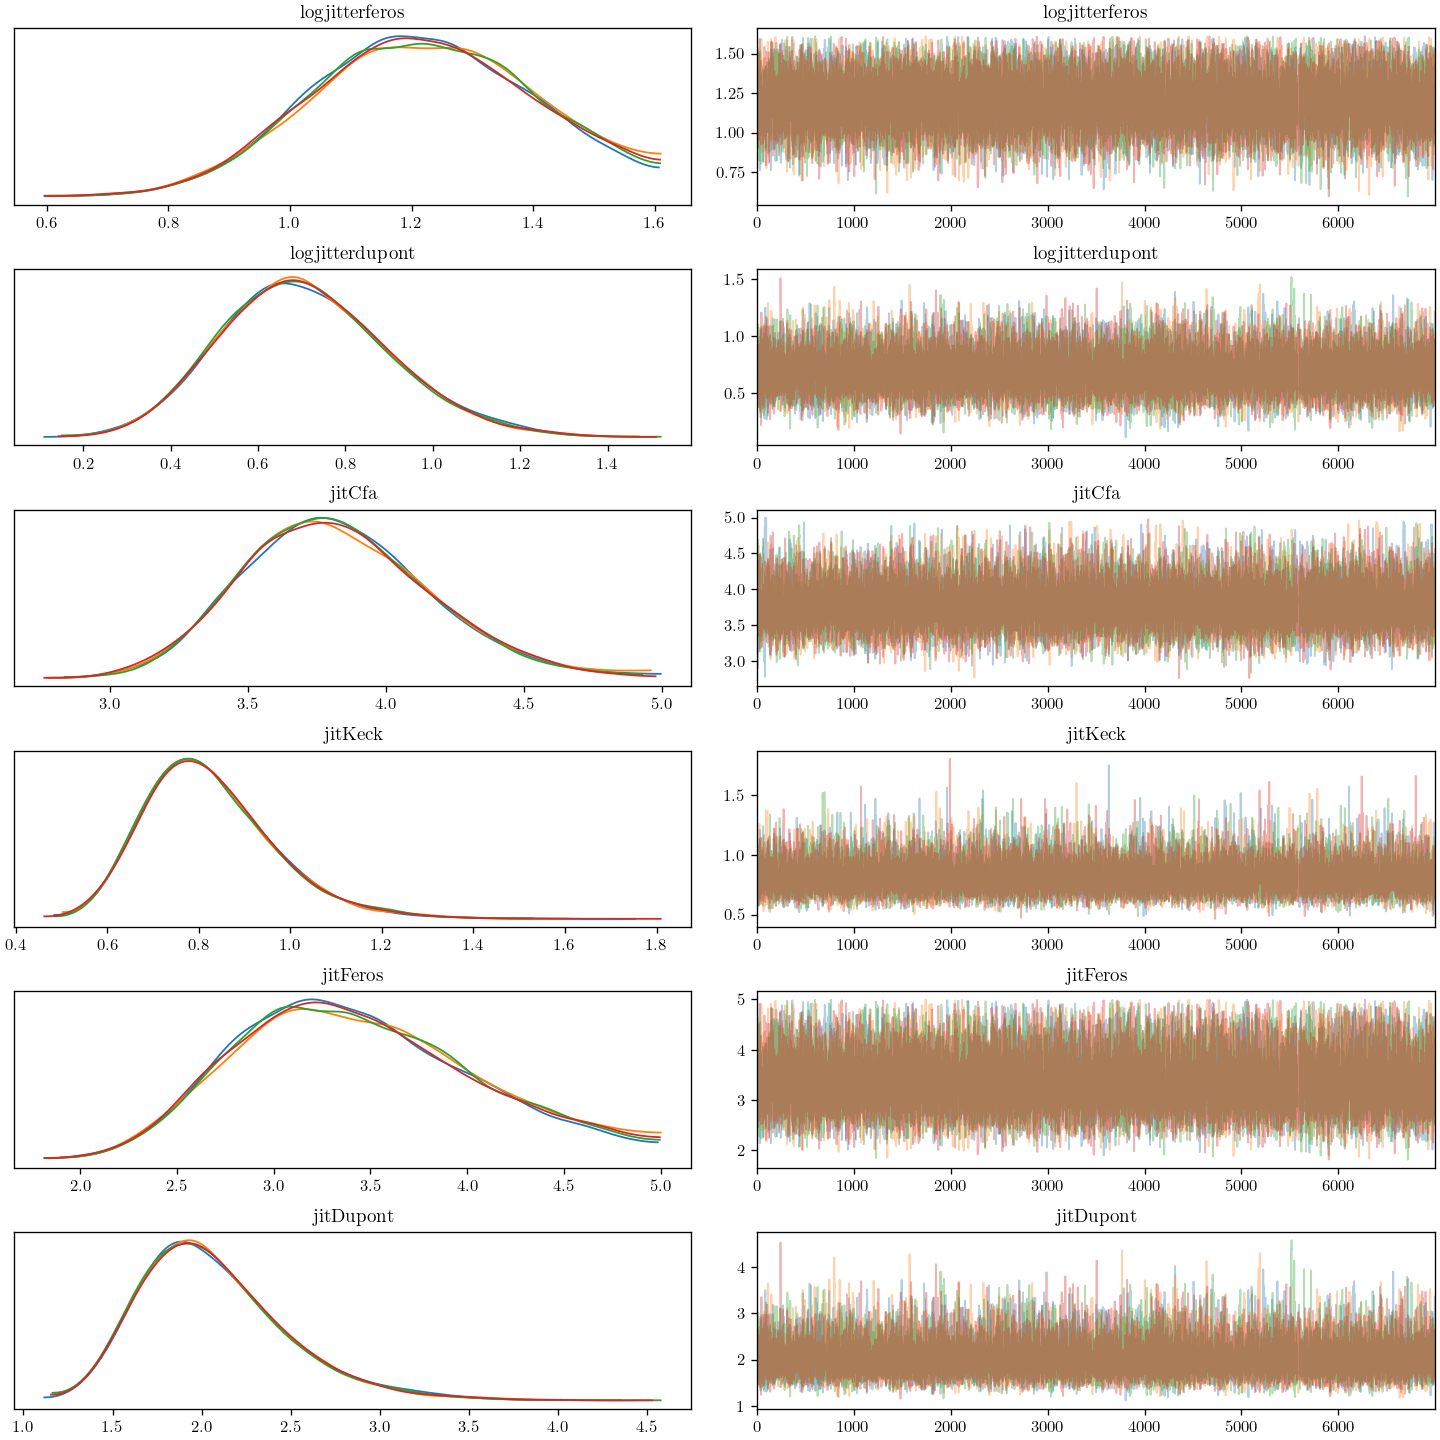 logjitterferos logjitterferos
1.50
1.25
1.00
0.75
0.6 0.8 1.0 1.2 1.4 1.6 0 1000 2000 3000 4000 5000 6000
logjitterdupont logjitterdupont
1.5
1.0
0.5
0.2 0.4 0.6 0.8 1.0 1.2 1.4 0 1000 2000 3000 4000 5000 6000
jitCfa jitCfa
5.0
4.5
4.0
3.5
3.0
3.0 3.5 4.0 4.5 5.0 0 1000 2000 3000 4000 5000 6000
jitKeck jitKeck
1.5
1.0
0.5
0.4 0.6 0.8 1.0 1.2 1.4 1.6 1.8 0 1000 2000 3000 4000 5000 6000
jitFeros jitFeros
5
4
3
2
2.0 2.5 3.0 3.5 4.0 4.5 5.0 0 1000 2000 3000 4000 5000 6000
jitDupont jitDupont
4
3
2
1
1.0 1.5 2.0 2.5 3.0 3.5 4.0 4.5 0 1000 2000 3000 4000 5000 6000